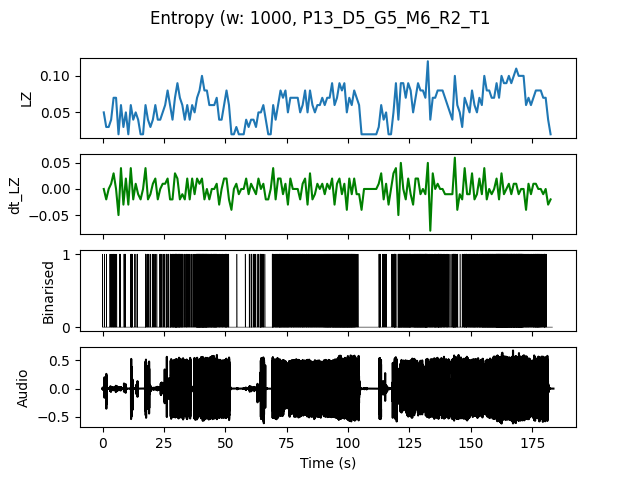 Entropy (w: 1000, P13_D5_G5_M6_R2_T1
0.10
0.05
LZ
0.05
0.00
−0.05
dt_LZ
1
0
Binarised
0.5
0.0
−0.5
Audio
0 25 50 75 100 125 150 175
Time (s)